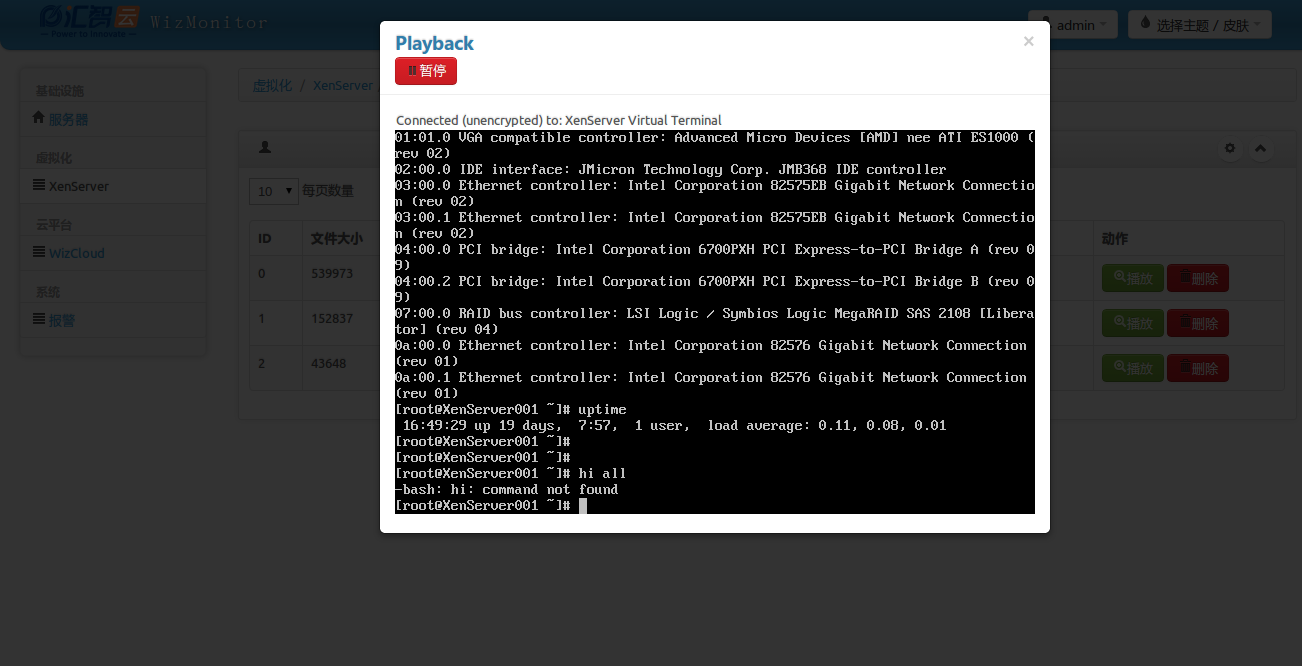 汇智云
— Power to Innovate —
WizMonitor
admin
选择主题 / 皮肤
基础设施
服务器
虚拟化
XenServer
云平台
WizCloud
系统
报警
虚拟化 / XenServer
10 每页数量
ID 文件大小 动作
0 539973 播放 删除
1 152837 播放 删除
2 43648 播放 删除
Playback ×
暂停
Connected (unencrypted) to: XenServer Virtual Terminal
01:01.0 VGA compatible controller: Advanced Micro Devices [AMD] nee ATI ES1000 (
rev 02)
02:00.0 IDE interface: JMicron Technology Corp. JMB368 IDE controller
03:00.0 Ethernet controller: Intel Corporation 82575EB Gigabit Network Connectio
n (rev 02)
03:00.1 Ethernet controller: Intel Corporation 82575EB Gigabit Network Connectio
n (rev 02)
04:00.0 PCI bridge: Intel Corporation 6700PXH PCI Express-to-PCI Bridge A (rev 0
9)
04:00.2 PCI bridge: Intel Corporation 6700PXH PCI Express-to-PCI Bridge B (rev 0
9)
07:00.0 RAID bus controller: LSI Logic / Symbios Logic MegaRAID SAS 2108 [Libera
tor] (rev 04)
0a:00.0 Ethernet controller: Intel Corporation 82576 Gigabit Network Connection
(rev 01)
0a:00.1 Ethernet controller: Intel Corporation 82576 Gigabit Network Connection
(rev 01)
[root@XenServer001 ~]# uptime
 16:49:29 up 19 days,  7:57,  1 user,  load average: 0.11, 0.08, 0.01
[root@XenServer001 ~]#
[root@XenServer001 ~]#
[root@XenServer001 ~]# hi all
-bash: hi: command not found
[root@XenServer001 ~]#